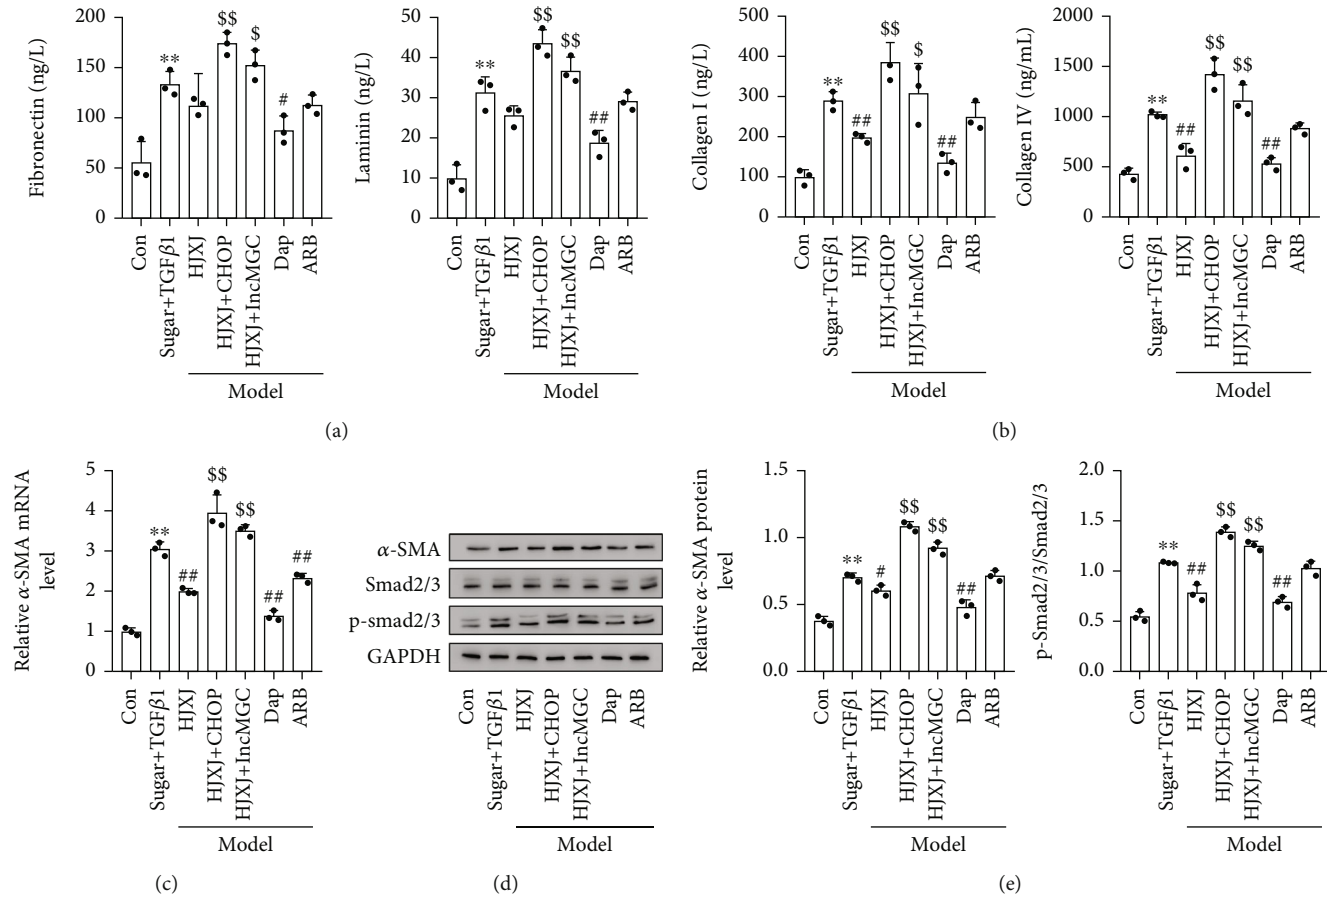 Fibronectin (ng/L)
200
150
100
50
0
**
$$
$
#
Con
Sugar+TGFβ1
HJXJ
HJXJ+CHOP
HJXJ+IncMGC
Dap
ARB
Model
Laminin (ng/L)
50
40
30
20
10
0
**
$$
$$
##
Con
Sugar+TGFβ1
HJXJ
HJXJ+CHOP
HJXJ+IncMGC
Dap
ARB
Model
(a)
Collagen I (ng/L)
500
400
300
200
100
0
**
##
$$
$
##
Con
Sugar+TGFβ1
HJXJ
HJXJ+CHOP
HJXJ+IncMGC
Dap
ARB
Model
Collagen IV (ng/mL)
2000
1500
1000
500
0
**
##
$$
$$
##
Con
Sugar+TGFβ1
HJXJ
HJXJ+CHOP
HJXJ+IncMGC
Dap
ARB
Model
(b)
Relative α-SMA mRNA
level
5
4
3
2
1
0
**
##
$$
$$
##
##
Con
Sugar+TGFβ1
HJXJ
HJXJ+CHOP
HJXJ+IncMGC
Dap
ARB
Model
(c)
α-SMA
Smad2/3
p-smad2/3
GAPDH
Con
Sugar+TGFβ1
HJXJ
HJXJ+CHOP
HJXJ+IncMGC
Dap
ARB
Model
(d)
Relative α-SMA protein
level
1.5
1.0
0.5
0.0
**
#
$$
$$
##
Con
Sugar+TGFβ1
HJXJ
HJXJ+CHOP
HJXJ+IncMGC
Dap
ARB
Model
p-Smad2/3/Smad2/3
2.0
1.5
1.0
0.5
0.0
**
##
$$
$$
##
Con
Sugar+TGFβ1
HJXJ
HJXJ+CHOP
HJXJ+IncMGC
Dap
ARB
Model
(e)